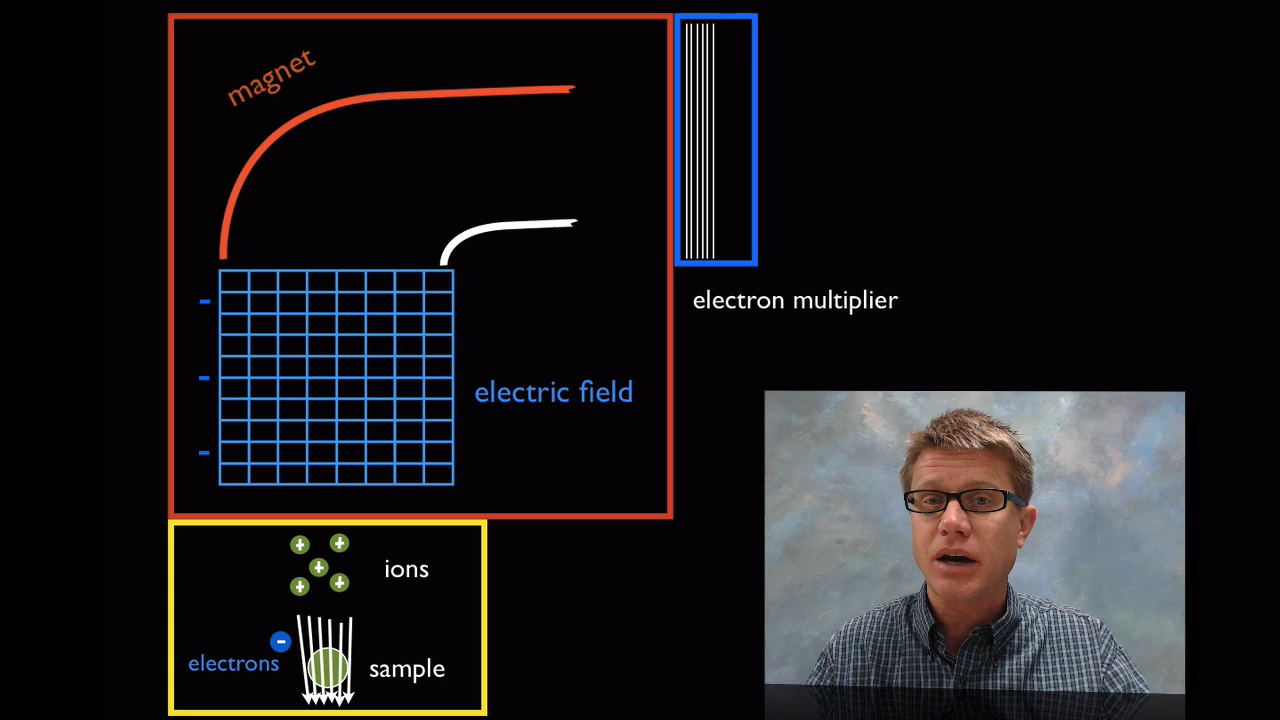 magnet
electron multiplier
electric field
ions
electrons
sample